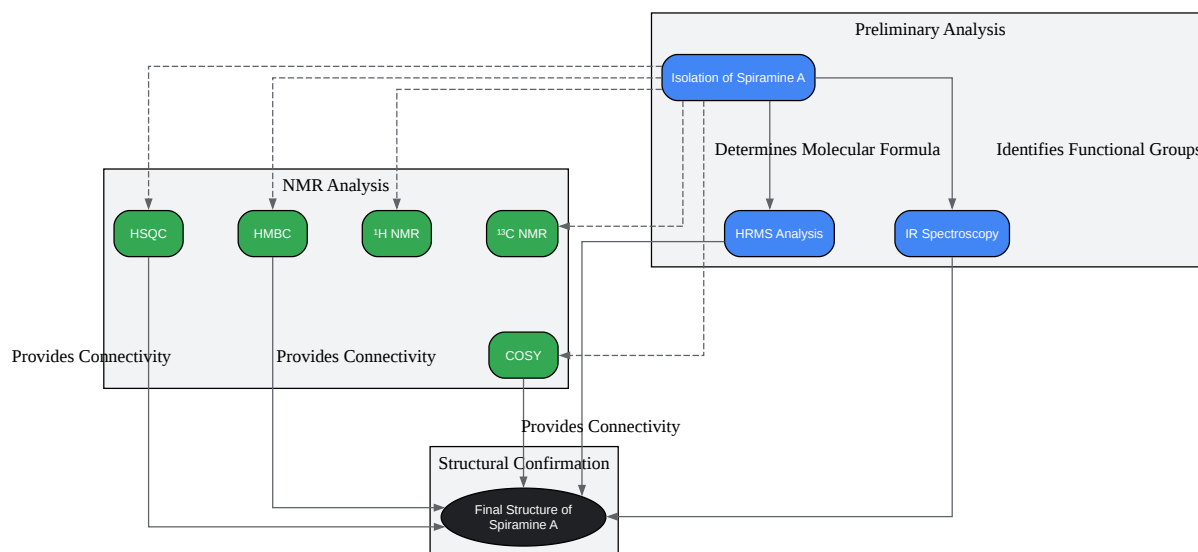 Preliminary Analysis
Isolation of Spiramine A
Determines Molecular Formula
Identifies Functional Groups
NMR Analysis
HSQC
HMBC
¹H NMR
¹³C NMR
HRMS Analysis
IR Spectroscopy
Provides Connectivity
Provides Connectivity
COSY
Provides Connectivity
Structural Confirmation
Final Structure of
Spiramine A